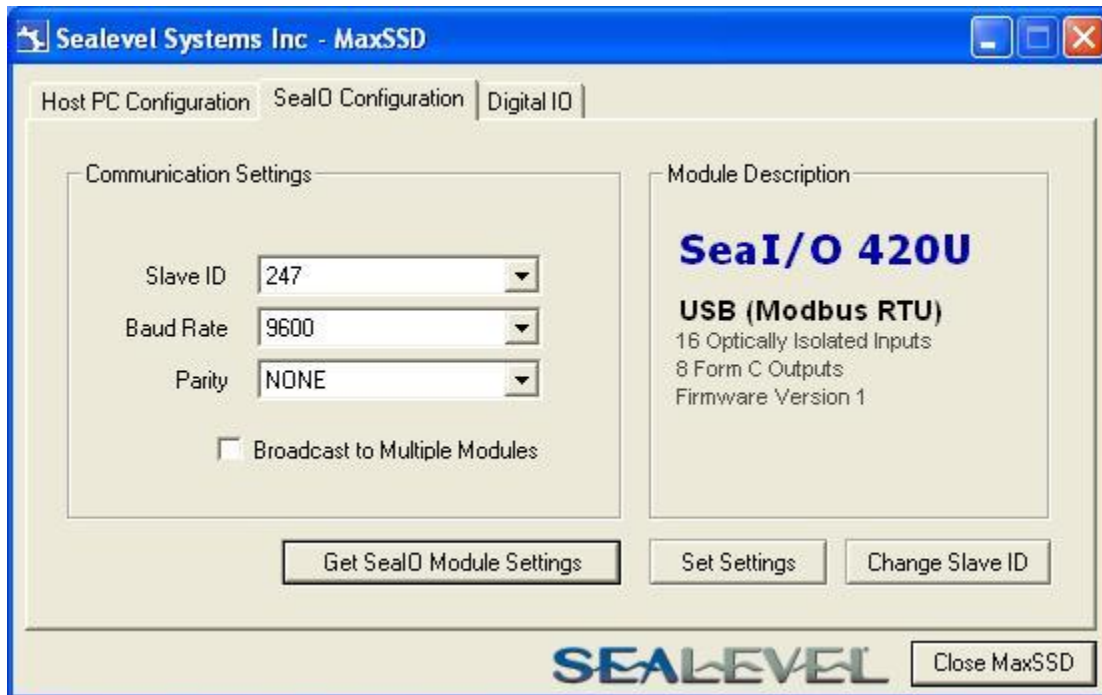 Sealevel Systems Inc - MaxSSD
Host PC Configuration
SeaIO Configuration
Digital IO
Communication Settings
Slave ID
247
Baud Rate
9600
Parity
NONE
Broadcast to Multiple Modules
Module Description
SeaI/O 420U
USB (Modbus RTU)
16 Optically Isolated Inputs
8 Form C Outputs
Firmware Version 1
Get SeaIO Module Settings
Set Settings
Change Slave ID
SEALEVEL
Close MaxSSD